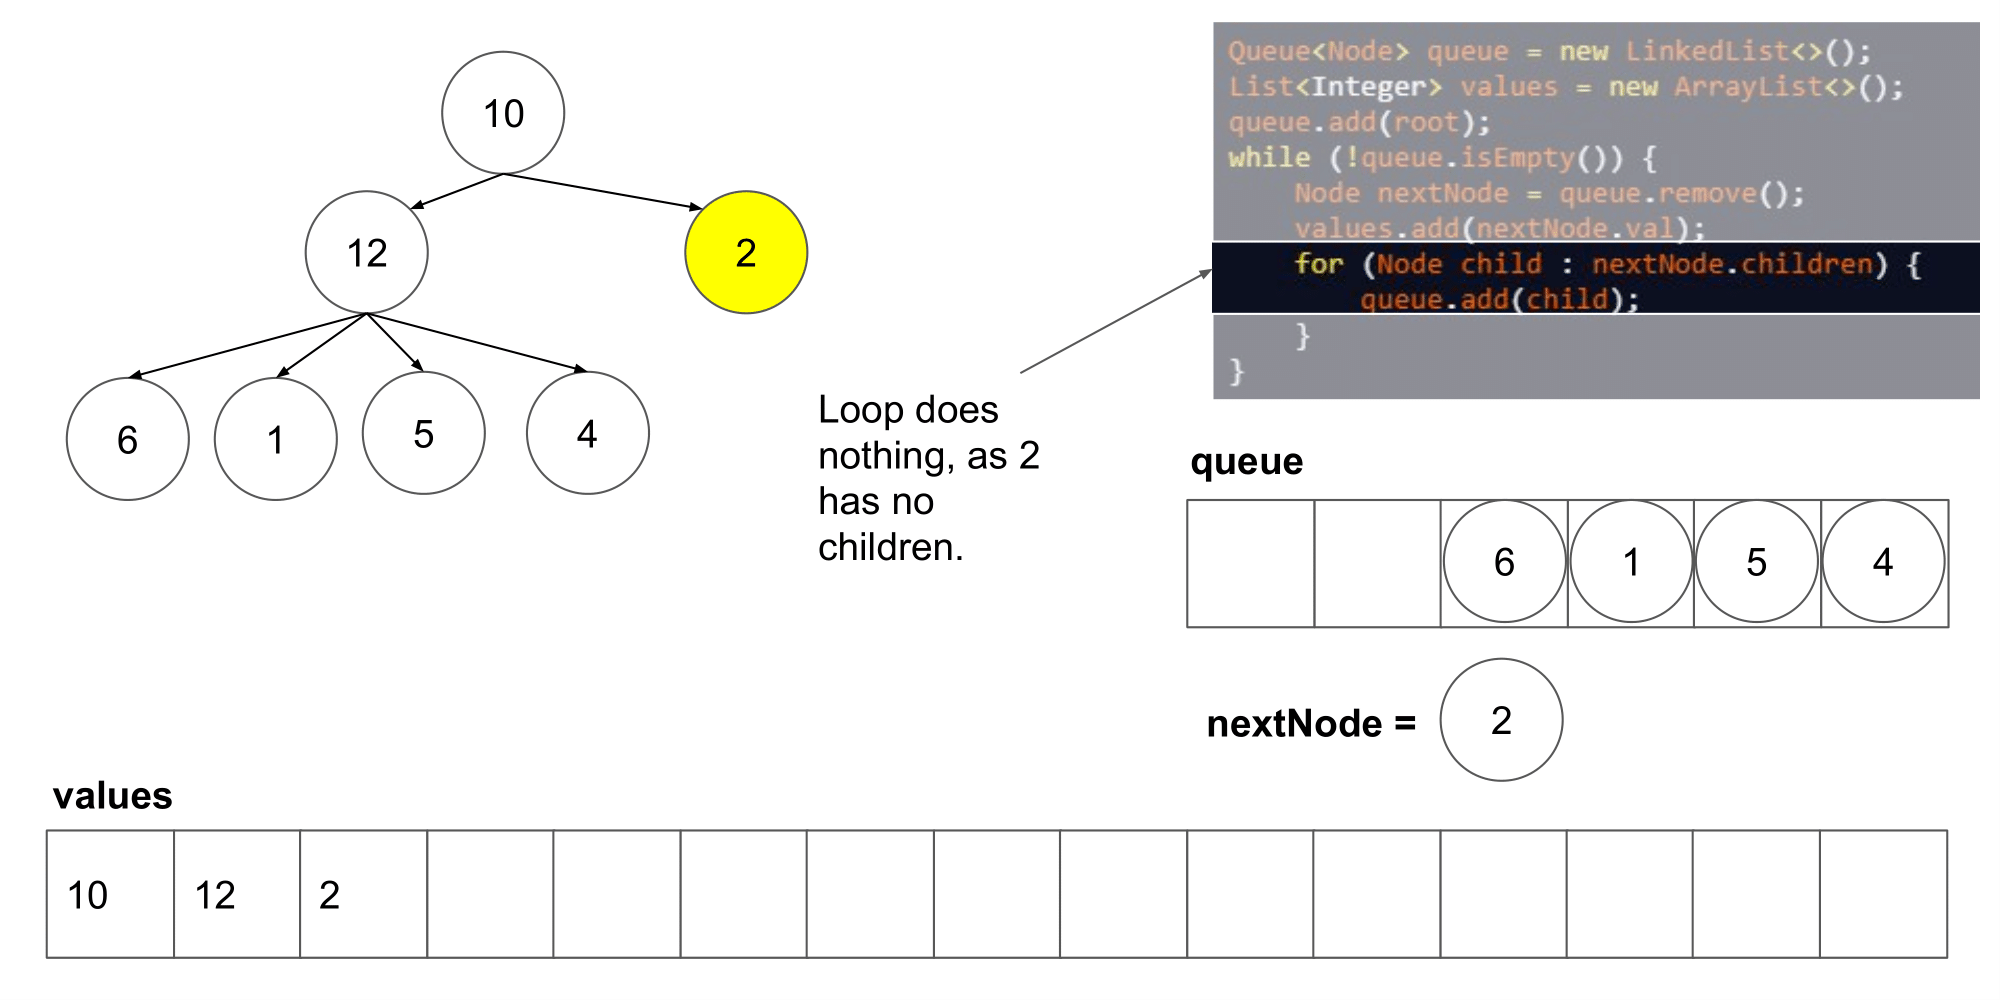 10
12
2
6
1
5
4
Queue<Node> queue = new LinkedList<>();
List<Integer> values = new ArrayList<>();
queue.add(root);
while (!queue.isEmpty()) {
    Node nextNode = queue.remove();
    values.add(nextNode.val);
    for (Node child : nextNode.children) {
        queue.add(child);
    }
}
Loop does
nothing, as 2
has no
children.
queue
6 1 5 4
nextNode = 2
values
10 12 2